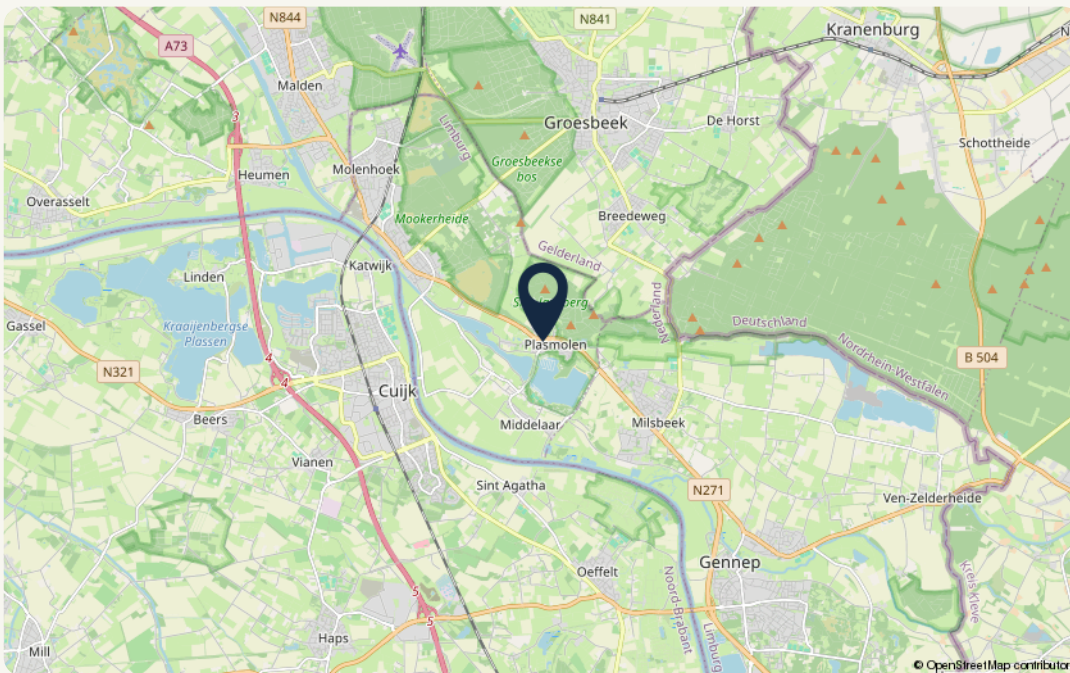 N844
N841
Kranenburg
A73
Malden
3
Groesbeek
De Horst
Schottheide
Limburg
Groesbeekse
bos
Molenhoek
Heumen
Overasselt
Mookerheide
Breedeweg
Gelderland
Katwijk
Linden
Nederland
Gassel
Kraaijenbergse
Plassen
Deutschland
Plasmolen
Nordrhein-Westfalen
B 504
4
4
N321
Cuijk
Beers
Middelaar
Milsbeek
Vianen
Sint Agatha
N271
Ven-Zelderheide
Gennep
Oeffelt
Noord-Brabant
Limburg
Kreis Kleve
5
5
Haps
Mill
© OpenStreetMap contributor